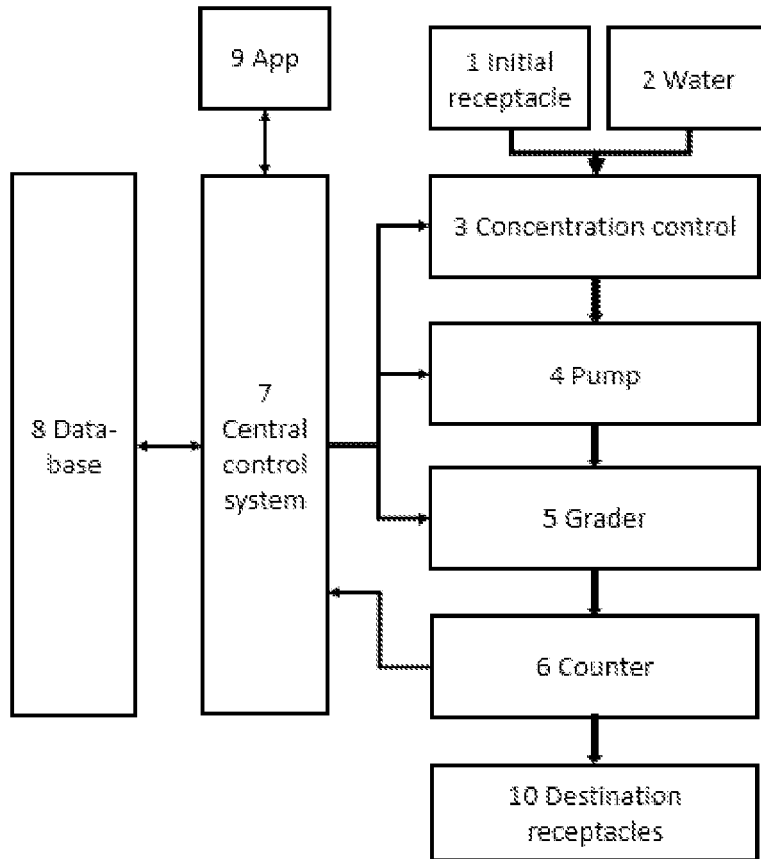 9 App
1 Initial
receptacle
2 Water
3 Concentration control
4 Pump
7
Central
control
system
8 Data-
base
5 Grader
6 Counter
10 Destination
receptacles